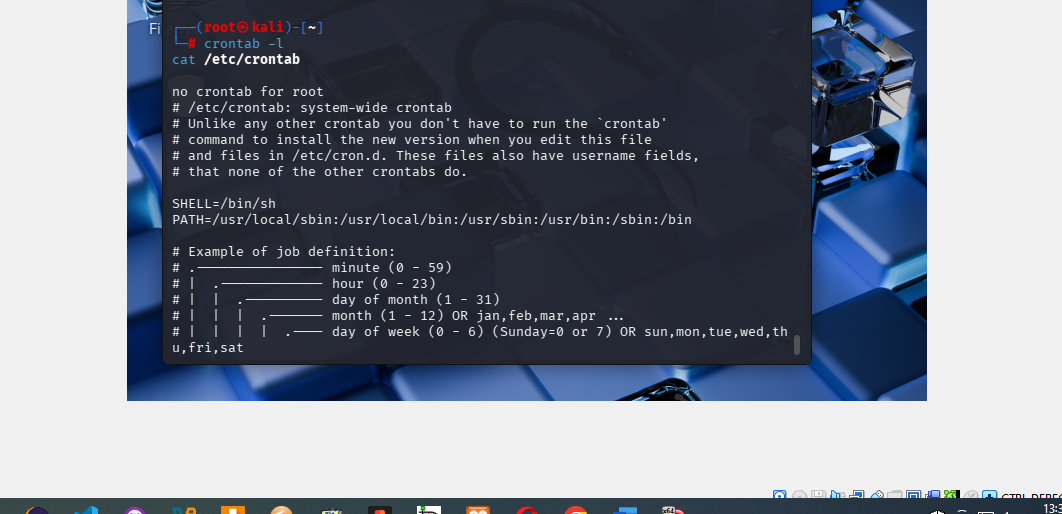 Fi
┌──(root㉿kali)-[~]
└─# crontab -l
cat /etc/crontab
no crontab for root
# /etc/crontab: system-wide crontab
# Unlike any other crontab you don't have to run the `crontab'
# command to install the new version when you edit this file
# and files in /etc/cron.d. These files also have username fields,
# that none of the other crontabs do.
SHELL=/bin/sh
PATH=/usr/local/sbin:/usr/local/bin:/usr/sbin:/usr/bin:/sbin:/bin
# Example of job definition:
# .---------------- minute (0 - 59)
# | .------------- hour (0 - 23)
# | | .---------- day of month (1 - 31)
# | | | .------- month (1 - 12) OR jan,feb,mar,apr ...
# | | | | .---- day of week (0 - 6) (Sunday=0 or 7) OR sun,mon,tue,wed,th
u,fri,sat